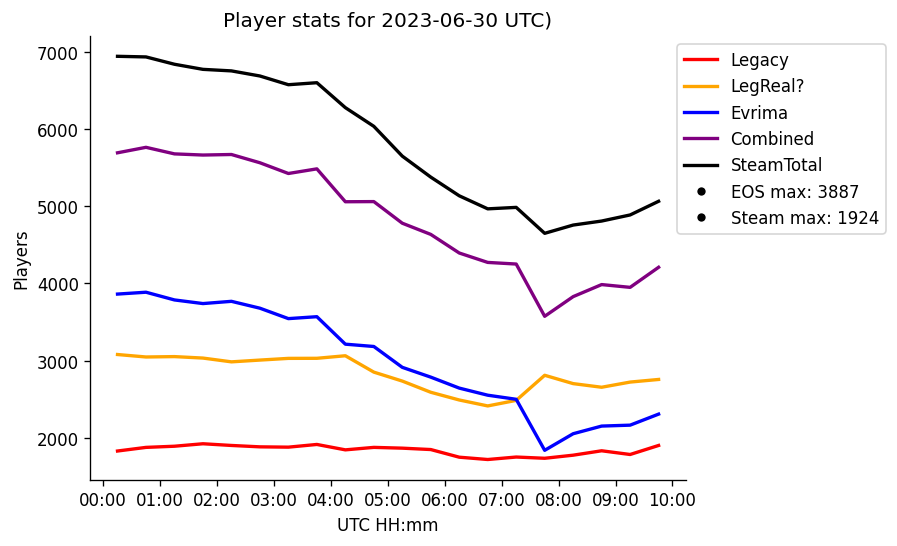 Player stats for 2023-06-30 UTC)
7000
6000
5000
4000
3000
2000
Players
00:00 01:00 02:00 03:00 04:00 05:00 06:00 07:00 08:00 09:00 10:00
UTC HH:mm
Legacy
LegReal?
Evrima
Combined
SteamTotal
EOS max: 3887
Steam max: 1924